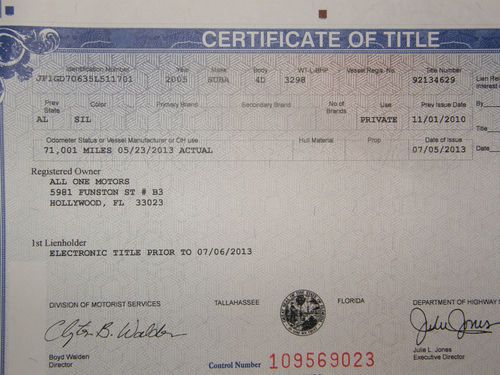 CERTIFICATE OF TITLE
Identification Number Year Make Body WT-L-BHP Vessel Regis. No. Title Number
JF1GD70635L511701 2005 SUBA 4D 3298 92134629
Lien Rel
Interest
Prev State Color Primary Brand Secondary Brand No of Brands Use Prev Issue Date
AL SIL PRIVATE 11/01/2010
By
Title
Odometer Status or Vessel Manufacturer or OH use Hull Material Prop Date of Issue
71,001 MILES 05/23/2013 ACTUAL 07/05/2013
Date
Registered Owner
ALL ONE MOTORS
5981 FUNSTON ST # B3
HOLLYWOOD, FL 33023
1st Lienholder
ELECTRONIC TITLE PRIOR TO 07/06/2013
DIVISION OF MOTORIST SERVICES TALLAHASSEE FLORIDA DEPARTMENT OF HIGHWAY
Boyd Walden
Director
Julie L. Jones
Executive Director
Control Number 109569023